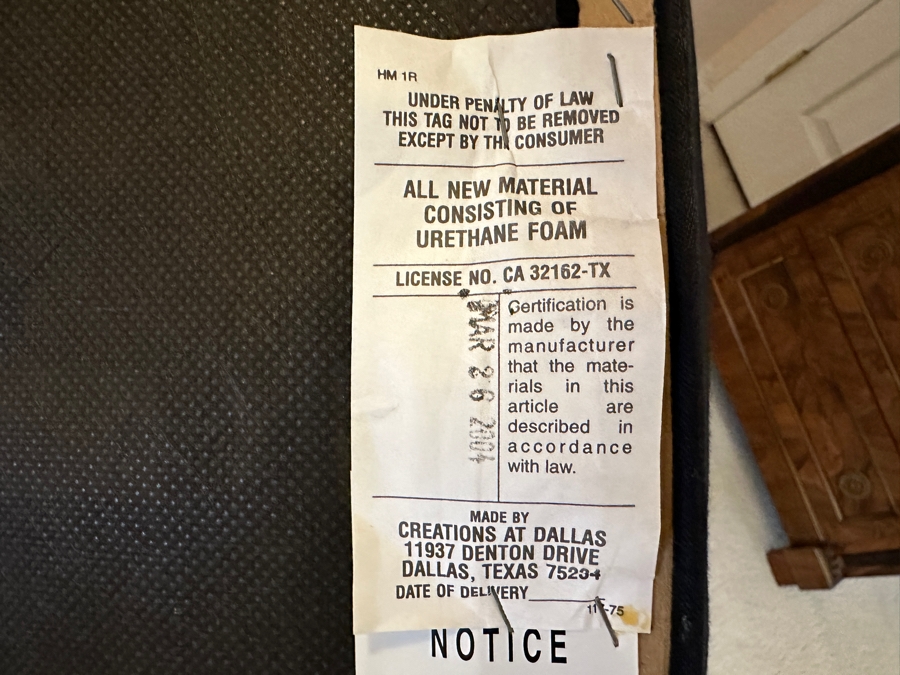 HM 1R
UNDER PENALTY OF LAW
THIS TAG NOT TO BE REMOVED
EXCEPT BY THE CONSUMER
ALL NEW MATERIAL
CONSISTING OF
URETHANE FOAM
LICENSE NO. CA 32162-TX
MAR 26 2004
Certification is
made by the
manufacturer
that the mate-
rials in this
article are
described in
accordance
with law.
MADE BY
CREATIONS AT DALLAS
11937 DENTON DRIVE
DALLAS, TEXAS 75234
DATE OF DELIVERY
NOTICE